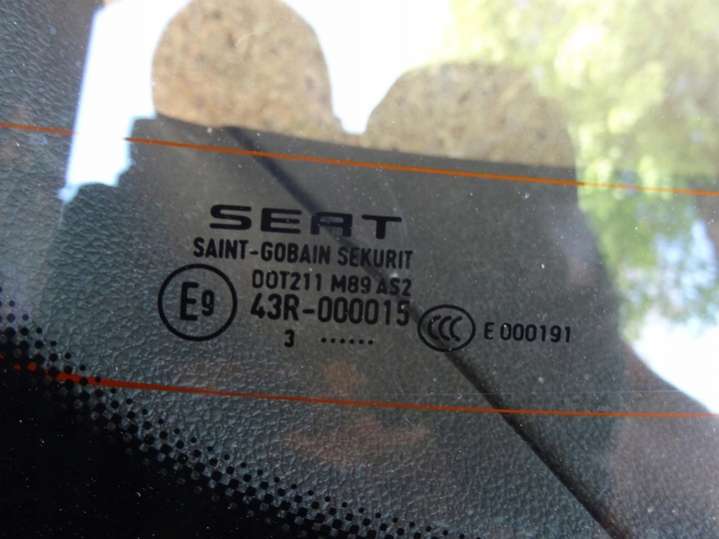 SEAT
SAINT-GOBAIN SEKURIT
DOT211 M89 AS2
E9 43R-000015 CCC E 000191
3 ······